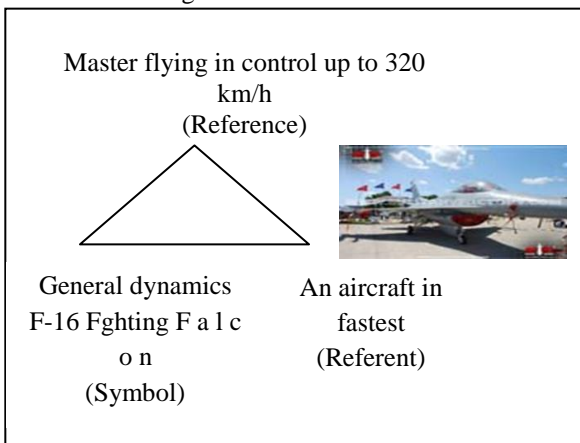 Master flying in control up to 320
km/h
(Reference)
General dynamics
F-16 Fghting F a l c
o n
(Symbol)
An aircraft in
fastest
(Referent)